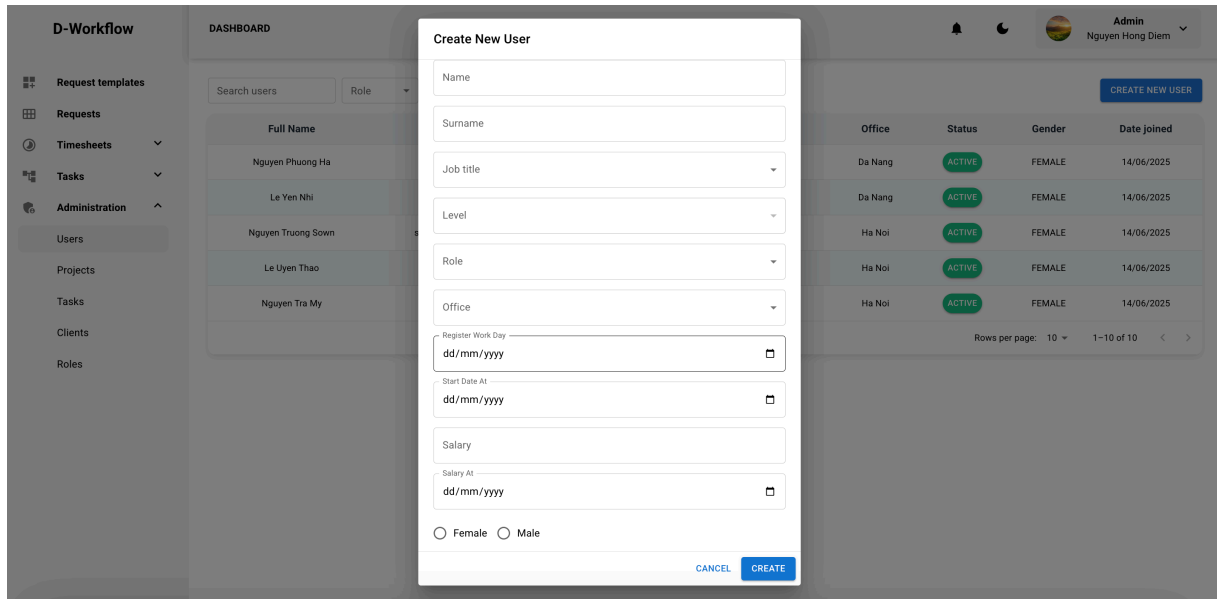 D-Workflow
DASHBOARD
Admin
Nguyen Hong Diem
Request templates
Requests
Timesheets
Tasks
Administration
Users
Projects
Tasks
Clients
Roles
Search users
Role
CREATE NEW USER
Full Name
Office
Status
Gender
Date joined
Nguyen Phuong Ha
Da Nang
ACTIVE
FEMALE
14/06/2025
Le Yen Nhi
Da Nang
ACTIVE
FEMALE
14/06/2025
Nguyen Truong Sown
s
Ha Noi
ACTIVE
FEMALE
14/06/2025
Le Uyen Thao
Ha Noi
ACTIVE
FEMALE
14/06/2025
Nguyen Tra My
Ha Noi
ACTIVE
FEMALE
14/06/2025
Rows per page: 10
1–10 of 10
Create New User
Name
Surname
Job title
Level
Role
Office
Register Work Day
dd/mm/yyyy
Start Date At
dd/mm/yyyy
Salary
Salary At
dd/mm/yyyy
Female
Male
CANCEL
CREATE